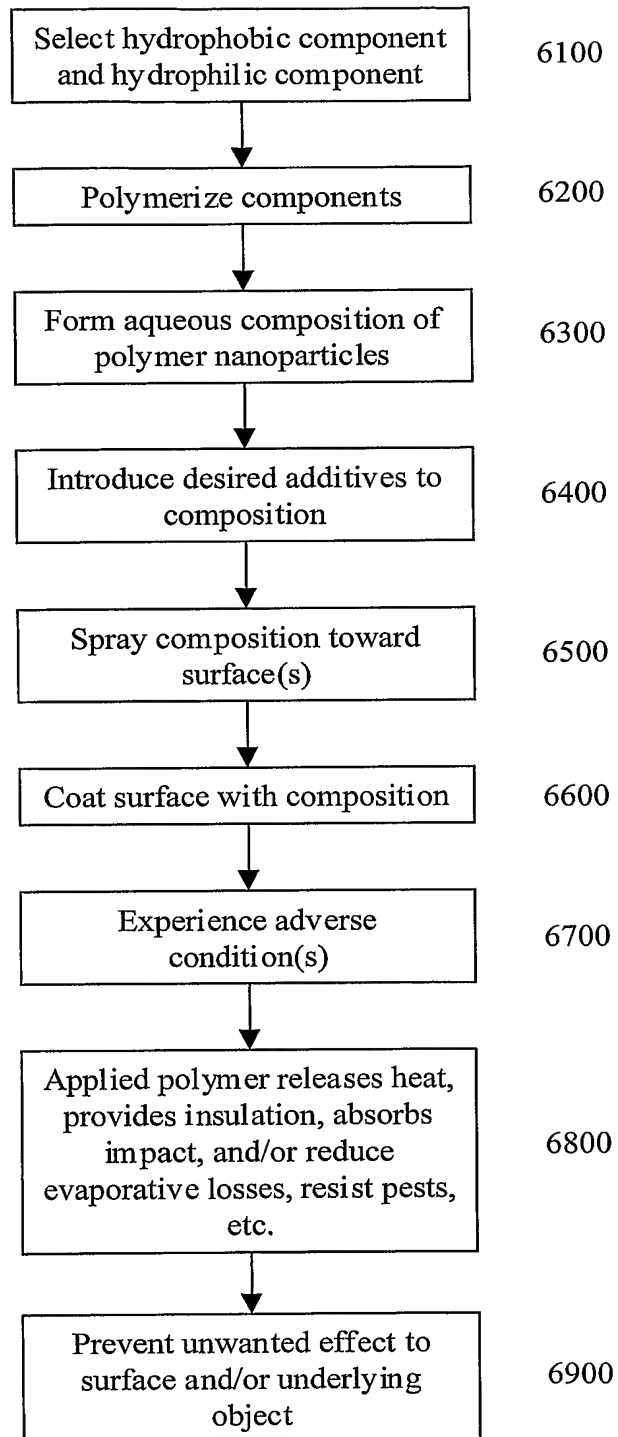 Select hydrophobic component
and hydrophilic component
6100
Polymerize components
6200
Form aqueous composition of
polymer nanoparticles
6300
Introduce desired additives to
composition
6400
Spray composition toward
surface(s)
6500
Coat surface with composition
6600
Experience adverse
condition(s)
6700
Applied polymer releases heat,
provides insulation, absorbs
impact, and/or reduce
evaporative losses, resist pests,
etc.
6800
Prevent unwanted effect to
surface and/or underlying
object
6900